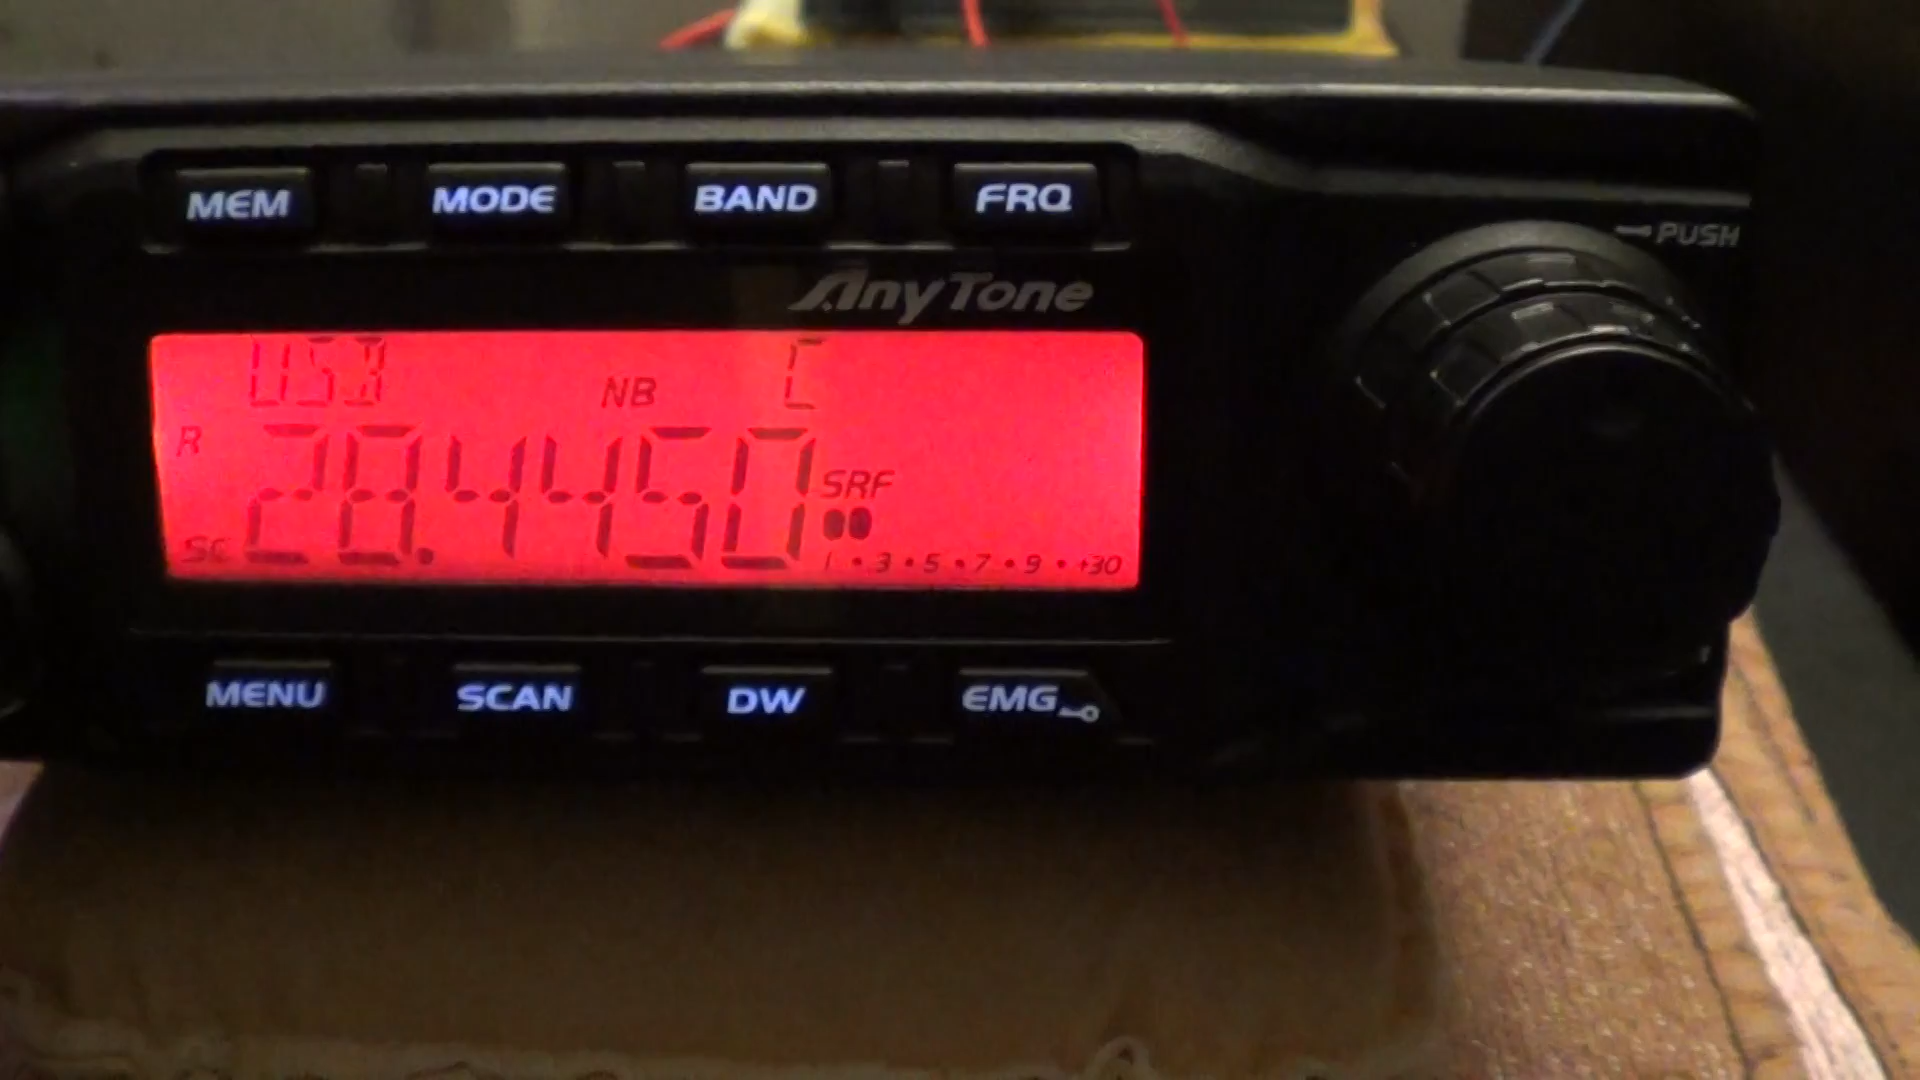 MEM MODE BAND FRQ
PUSH
AnyTone
USB NB C
R 28.4450 SRF
SC 1 • 3 • 5 • 7 • 9 • +30
MENU SCAN DW EMG